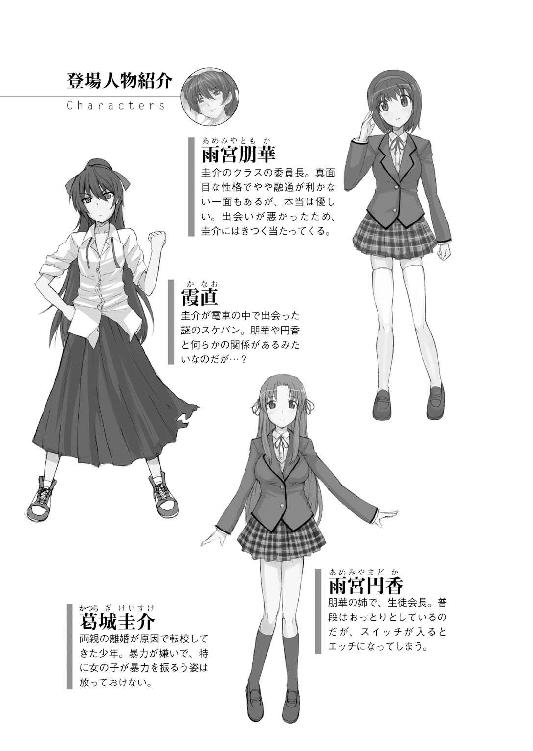 登場人物紹介
Characters
あめみやともか
雨宮朋華
圭介のクラスの委員長。真面
目な性格でやや融通が利かな
い一面もあるが、本当は優し
い。出会いが悪かったため、
圭介にはきつく当たってくる。
かなお
霞直
圭介が電車の中で出会った
謎のスケバン。朋華や円香
と何らかの関係があるみた
いなのだが…？
あめみやまどか
雨宮円香
朋華の姉で、生徒会長。普
段はおっとりとしているの
だが、スイッチが入ると
エッチになってしまう。
かつらぎけいすけ
葛城圭介
両親の離婚が原因で転校して
きた少年。暴力が嫌いで、特
に女の子が暴力を振るう姿は
放っておけない。